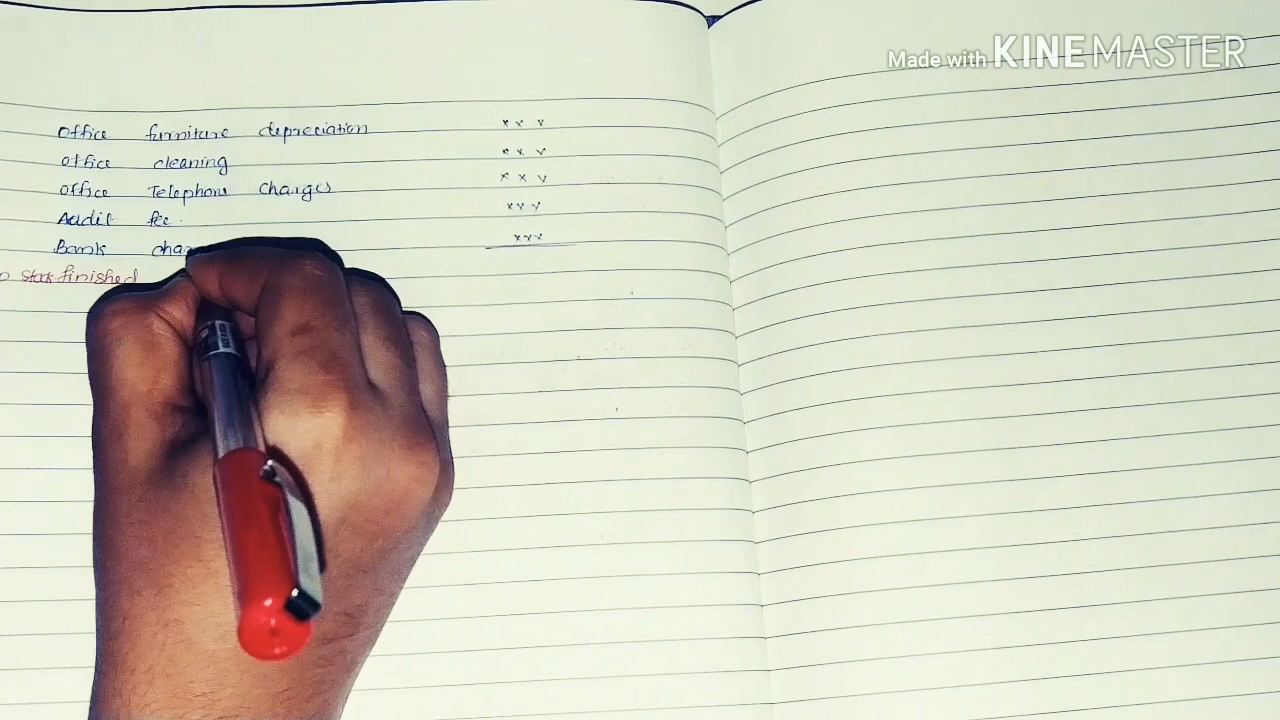 Made with KINEMASTER
Office furniture depreciation xxx
office cleaning xxx
office Telephone charges xxx
Audit fee. xxx
Bank xxx
stock finished